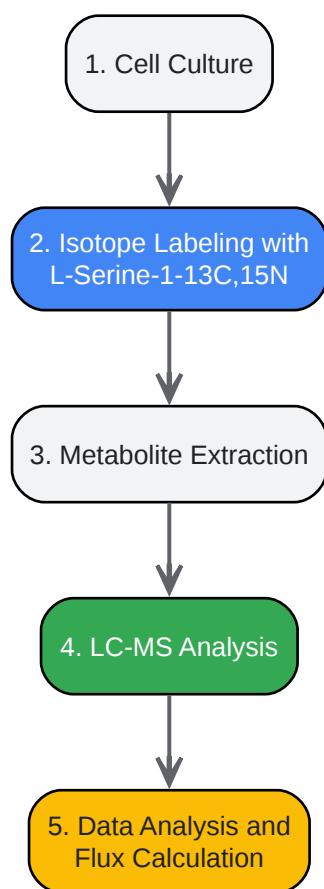 1. Cell Culture
2. Isotope Labeling with
L-Serine-1-13C,15N
3. Metabolite Extraction
4. LC-MS Analysis
5. Data Analysis and
Flux Calculation